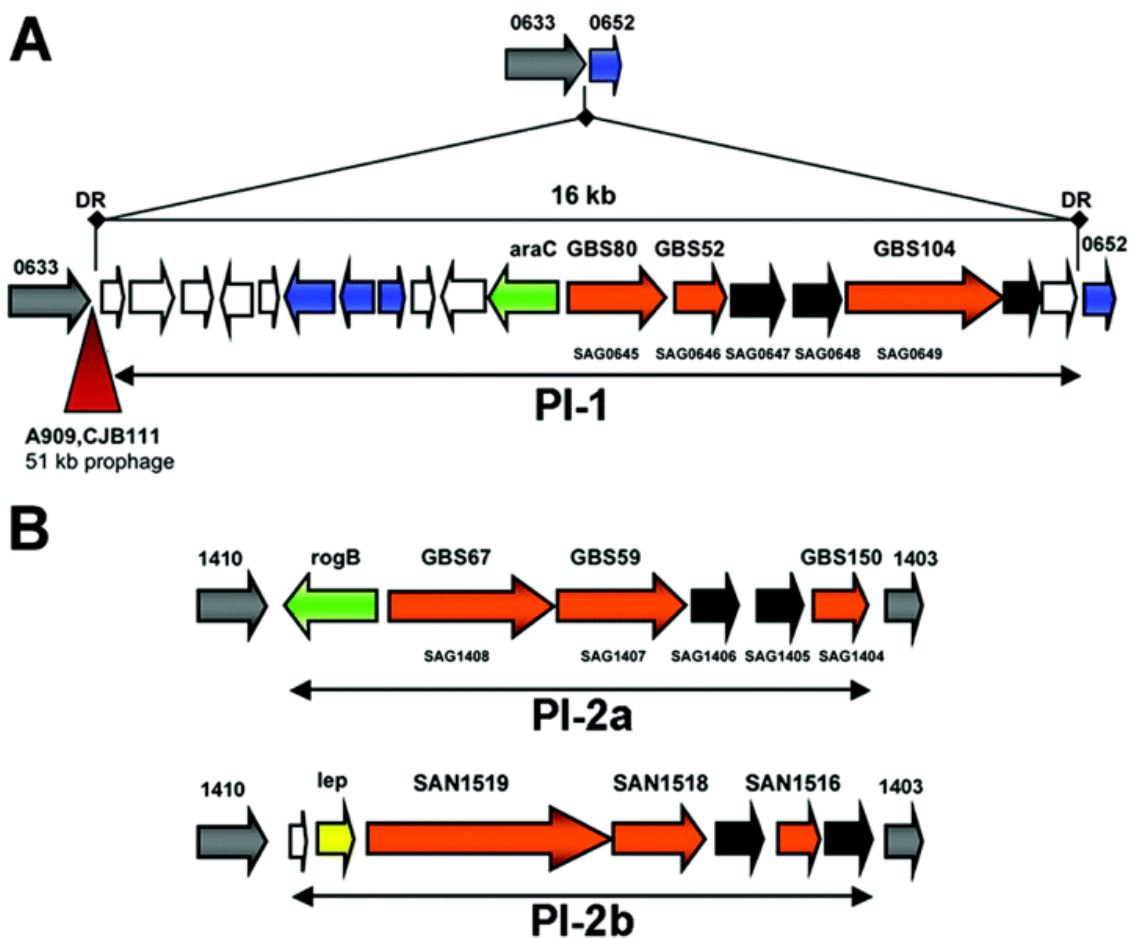 A
0633 0652
DR 16 kb DR
0633 araC GBS80 GBS52 GBS104 0652
SAG0645 SAG0646 SAG0647 SAG0648 SAG0649
PI-1
A909,CJB111
51 kb prophage
B
1410 rogB GBS67 GBS59 GBS150 1403
SAG1408 SAG1407 SAG1406 SAG1405 SAG1404
PI-2a
1410 lep SAN1519 SAN1518 SAN1516 1403
PI-2b